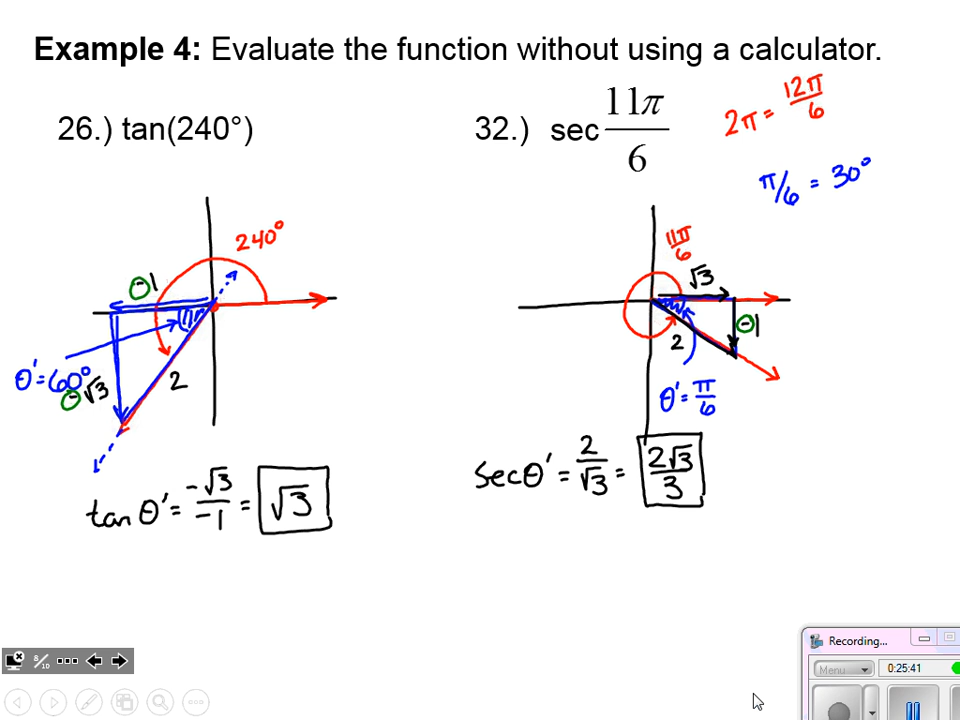 Example 4: Evaluate the function without using a calculator.
26.) tan(240°)
32.) sec 11π/6
2π = 12π/6
π/6 = 30°
240°
-1
θ' = 60°
-√3
2
tan θ' = -√3/-1 = √3
11π/6
√3
-1
2
θ' = π/6
sec θ' = 2/√3 = 2√3/3
8/10
Recording...
Menu
0:25:41